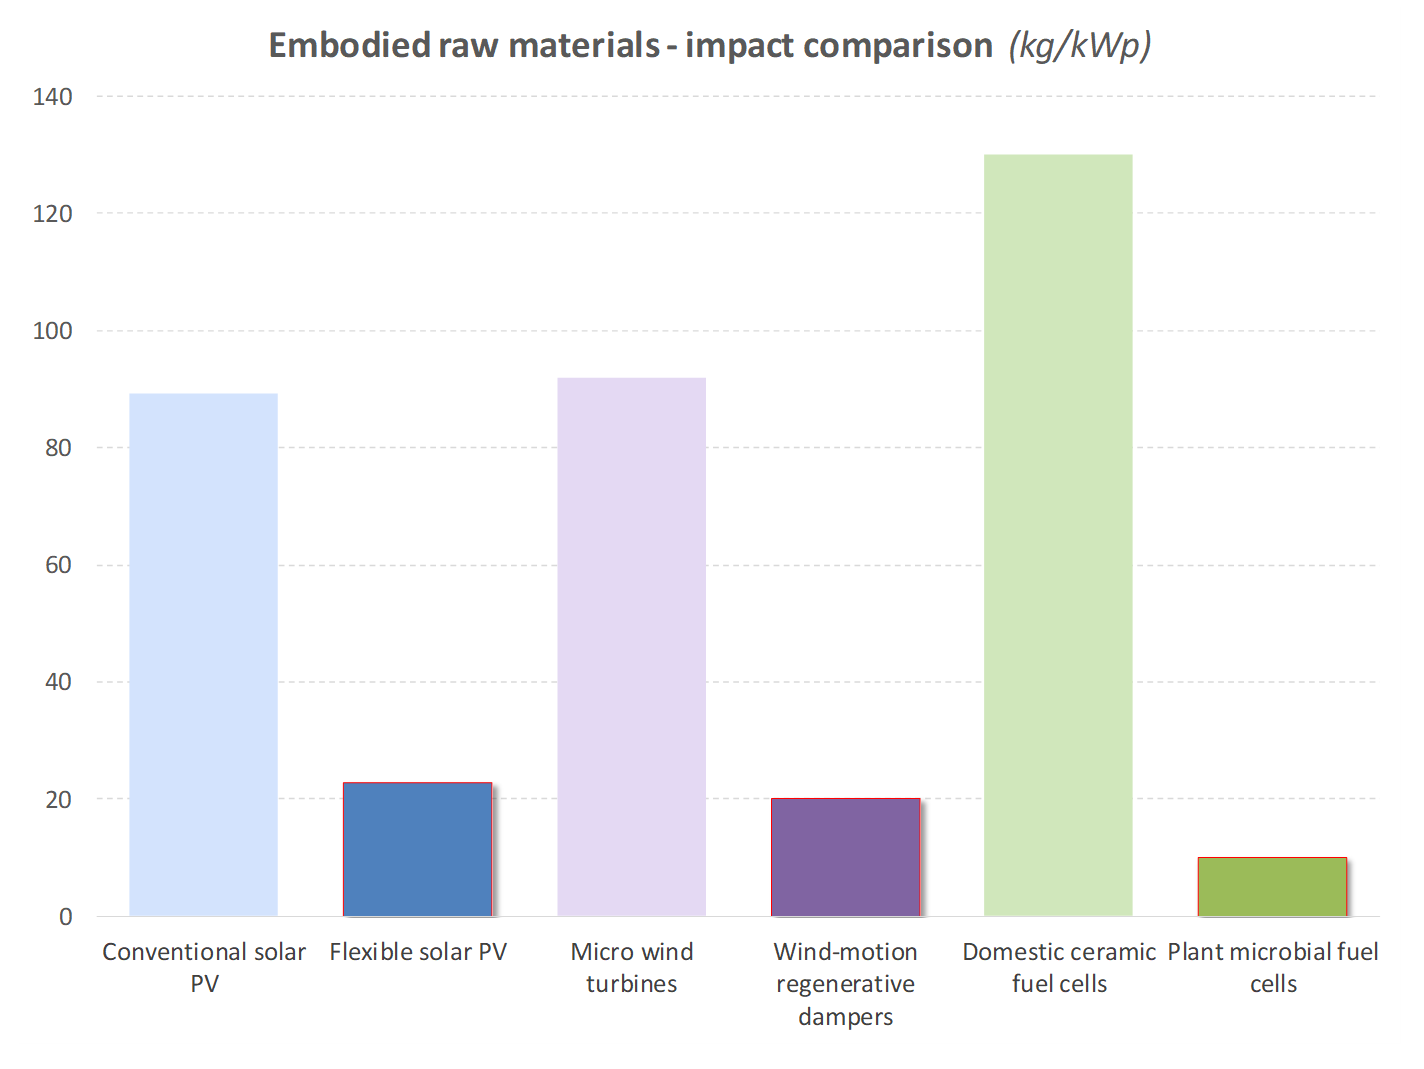 Embodied raw materials - impact comparison (kg/kWp)
140
120
100
80
60
40
20
0
Conventional solar
PV
Flexible solar PV
Micro wind
turbines
Wind-motion
regenerative
dampers
Domestic ceramic
fuel cells
Plant microbial fuel
cells